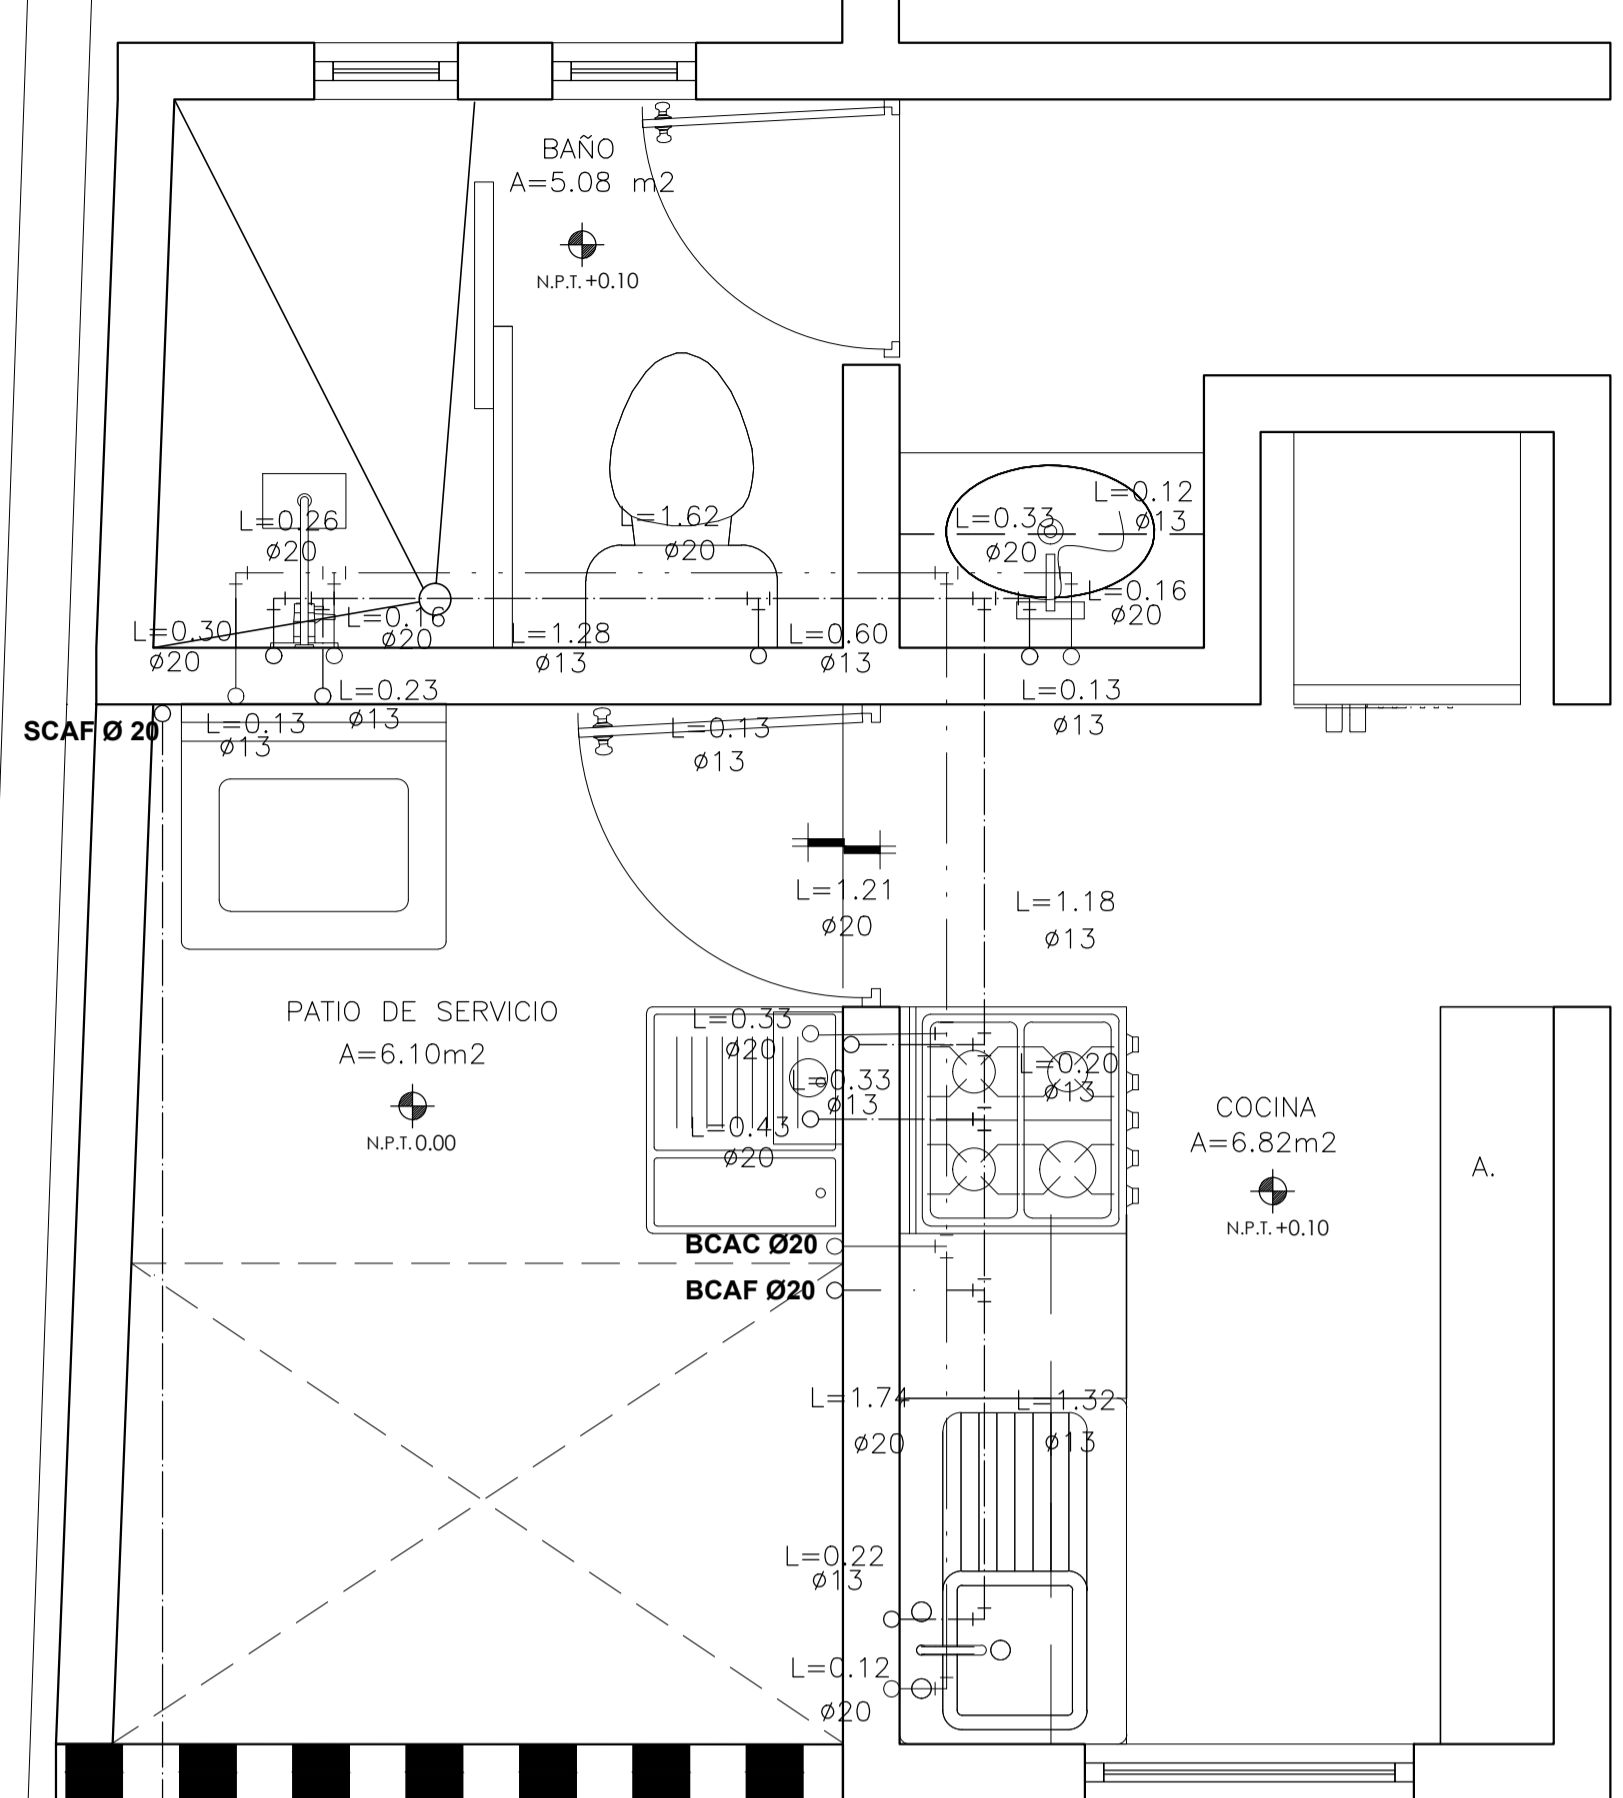 BAÑO
A=5.08 m2
N.P.T. +0.10
L=0.26
ø20
L=1.62
ø20
L=0.33
ø20
L=0.12
ø13
L=0.30
ø20
L=0.16
ø20
L=1.28
ø13
L=0.60
ø13
L=0.16
ø20
L=0.23
ø13
L=0.13
ø13
SCAF Ø 20
L=0.13
ø13
L=0.13
ø13
L=1.21
ø20
L=1.18
ø13
PATIO DE SERVICIO
A=6.10m2
N.P.T. 0.00
L=0.33
ø20
L=0.33
ø13
L=0.20
ø13
L=0.43
ø20
COCINA
A=6.82m2
N.P.T. +0.10
A.
BCAC Ø20
BCAF Ø20
L=1.74
ø20
L=1.32
ø13
L=0.22
ø13
L=0.12
ø20